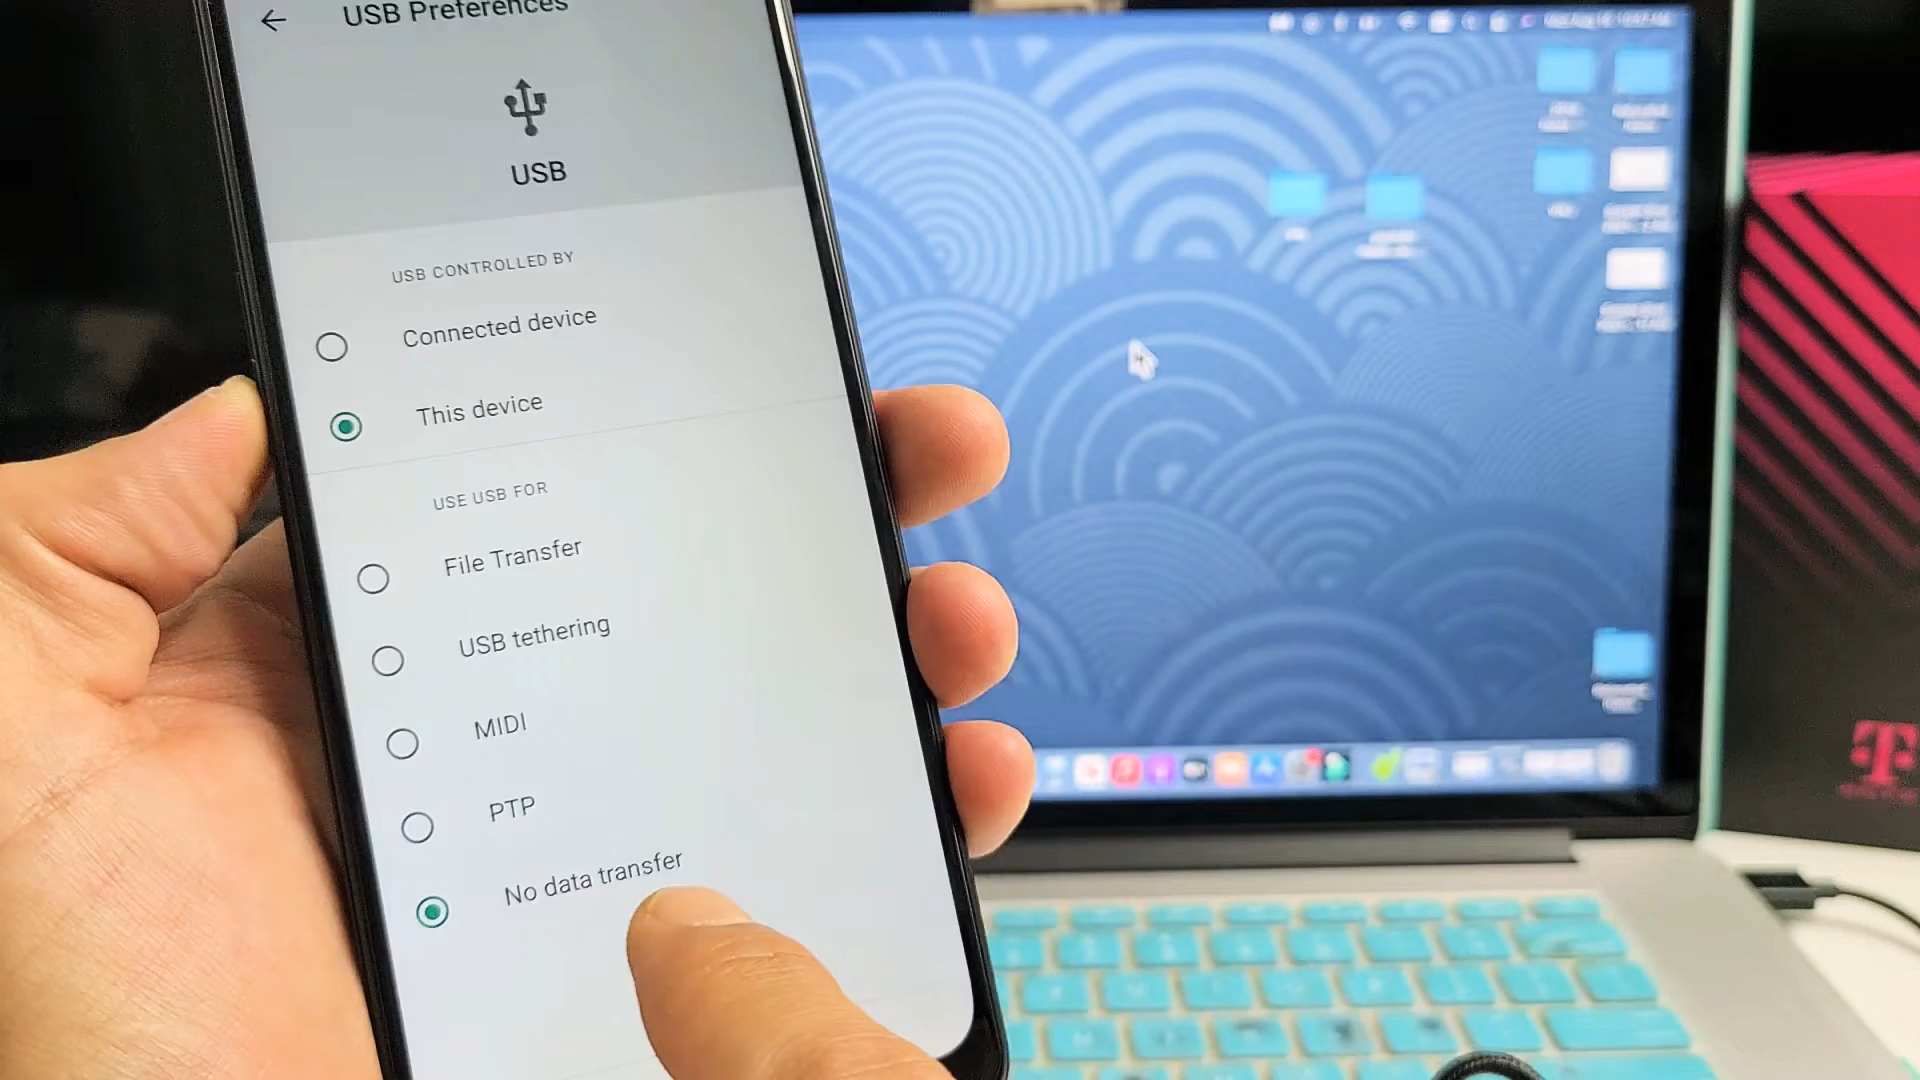 USB Preferences
USB
USB CONTROLLED BY
Connected device
This device
USE USB FOR
File Transfer
USB tethering
MIDI
PTP
No data transfer
T